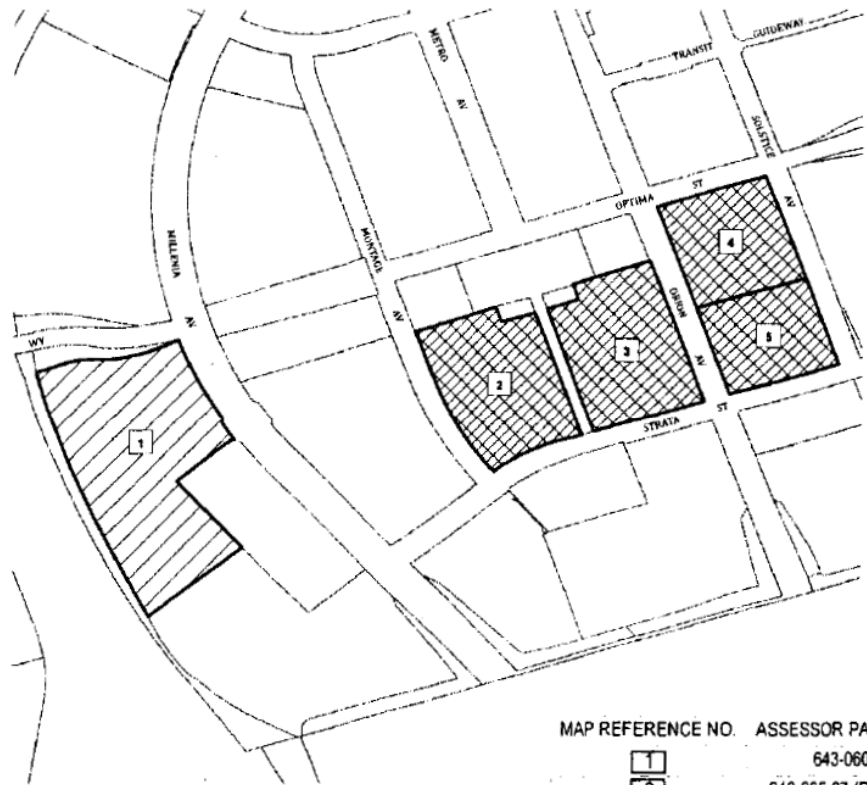 METRO
AV
TRANSIT
GUIDEWAY
SOLSTICE
AV
OPTIMA
ST
MILLENIA
AV
MONTAGE
AV
ORION
AV
WY
STRATA
ST
4
5
3
2
1
MAP REFERENCE NO. ASSESSOR PA
1 643-060